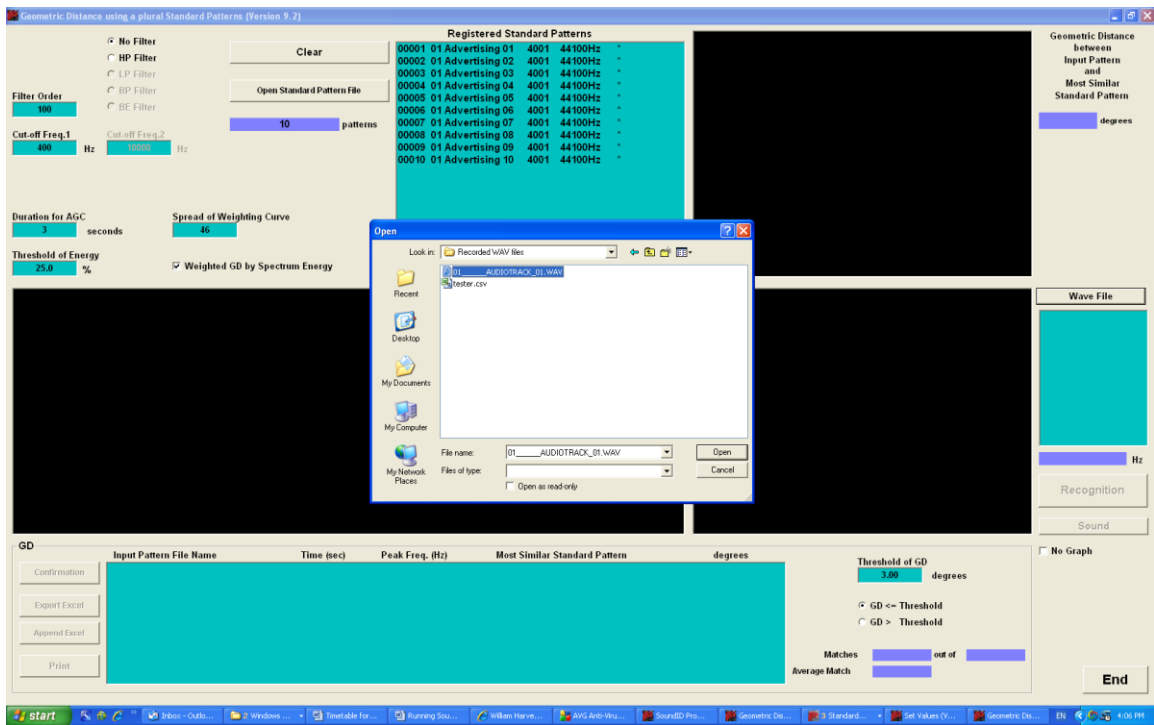 Geometric Distance using a plural Standard Patterns (Version 9.2)
No Filter
HP Filter
LP Filter
BP Filter
BE Filter
Filter Order
100
Cut-off Freq.1
400 Hz
Cut-off Freq.2
10000 Hz
Clear
Open Standard Pattern File
10 patterns
Duration for AGC
3 seconds
Spread of Weighting Curve
46
Threshold of Energy
25.0 %
Weighted GD by Spectrum Energy
Registered Standard Patterns
00001 01 Advertising 01 4001 44100Hz *
00002 01 Advertising 02 4001 44100Hz *
00003 01 Advertising 03 4001 44100Hz *
00004 01 Advertising 04 4001 44100Hz *
00005 01 Advertising 05 4001 44100Hz *
00006 01 Advertising 06 4001 44100Hz *
00007 01 Advertising 07 4001 44100Hz *
00008 01 Advertising 08 4001 44100Hz *
00009 01 Advertising 09 4001 44100Hz *
00010 01 Advertising 10 4001 44100Hz *
Geometric Distance
between
Input Pattern
and
Most Similar
Standard Pattern
degrees
Open
Look in: Recorded WAV files
01______AUDIOTRACK_01.WAV
tester.csv
Recent
Desktop
My Documents
My Computer
My Network
Places
File name: 01______AUDIOTRACK_01.WAV
Open
Files of type:
Cancel
Open as read-only
Wave File
Hz
Recognition
Sound
No Graph
GD
Input Pattern File Name Time (sec) Peak Freq. (Hz) Most Similar Standard Pattern degrees
Confirmation
Export Excel
Append Excel
Print
Threshold of GD
3.00 degrees
GD <= Threshold
GD > Threshold
Matches out of
Average Match
End
start
Inbox - Outlo...
2 Windows ...
Timetable for...
Running Sou...
William Harve...
AVG Anti-Viru...
SoundID Pro...
Geometric Dis...
3 Standard...
Set Values (V...
Geometric Dis...
EN
4:06 PM